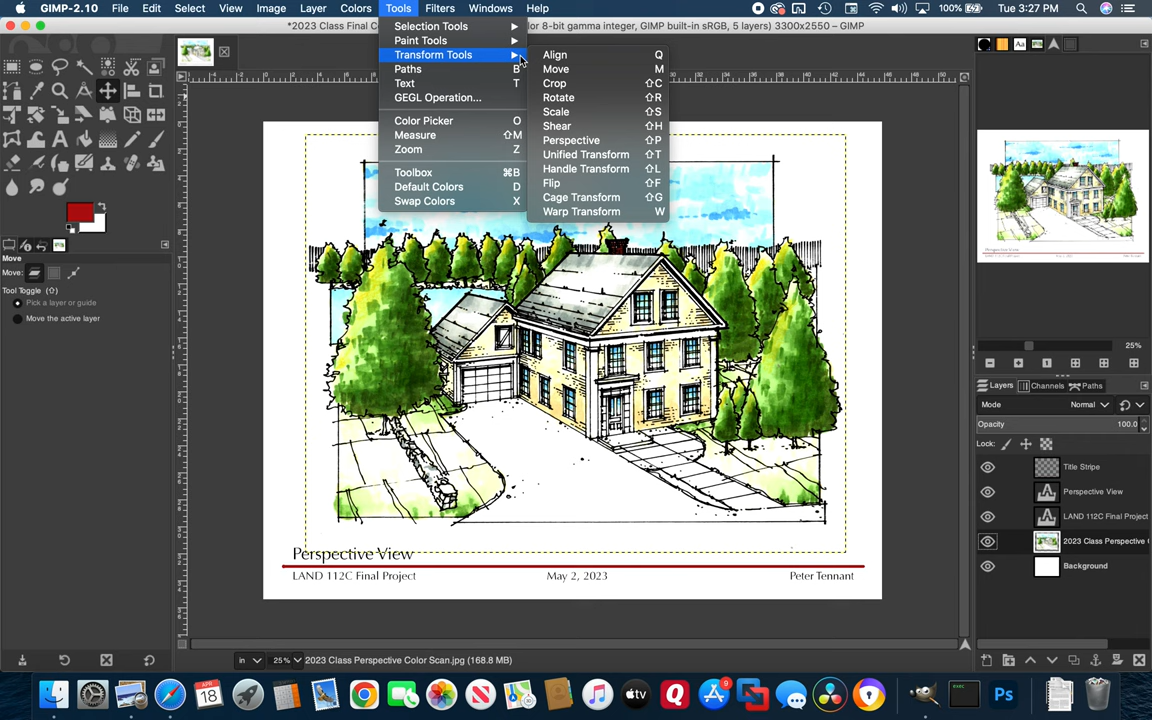 GIMP-2.10 File Edit Select View Image Layer Colors Tools Filters Windows Help 100% Tue 3:27 PM
*2023 Class Final C
or 8-bit gamma integer, GIMP built-in sRGB, 5 layers) 3300x2550 – GIMP
Selection Tools
Paint Tools
Transform Tools
Paths B
Text T
GEGL Operation...
Color Picker O
Measure ⇧M
Zoom Z
Toolbox ⌘B
Default Colors D
Swap Colors X
Align Q
Move M
Crop ⇧C
Rotate ⇧R
Scale ⇧S
Shear ⇧H
Perspective ⇧P
Unified Transform ⇧T
Handle Transform ⇧L
Flip ⇧F
Cage Transform ⇧G
Warp Transform W
Move
Move:
Tool Toggle (⇧)
Pick a layer or guide
Move the active layer
Perspective View
LAND 112C Final Project May 2, 2023 Peter Tennant
25%
Layers Channels Paths
Mode Normal
Opacity 100.0
Lock:
Title Stripe
Perspective View
LAND 112C Final Project
2023 Class Perspective
Background
in 25% 2023 Class Perspective Color Scan.jpg (168.8 MB)
APR
18
9
Ps